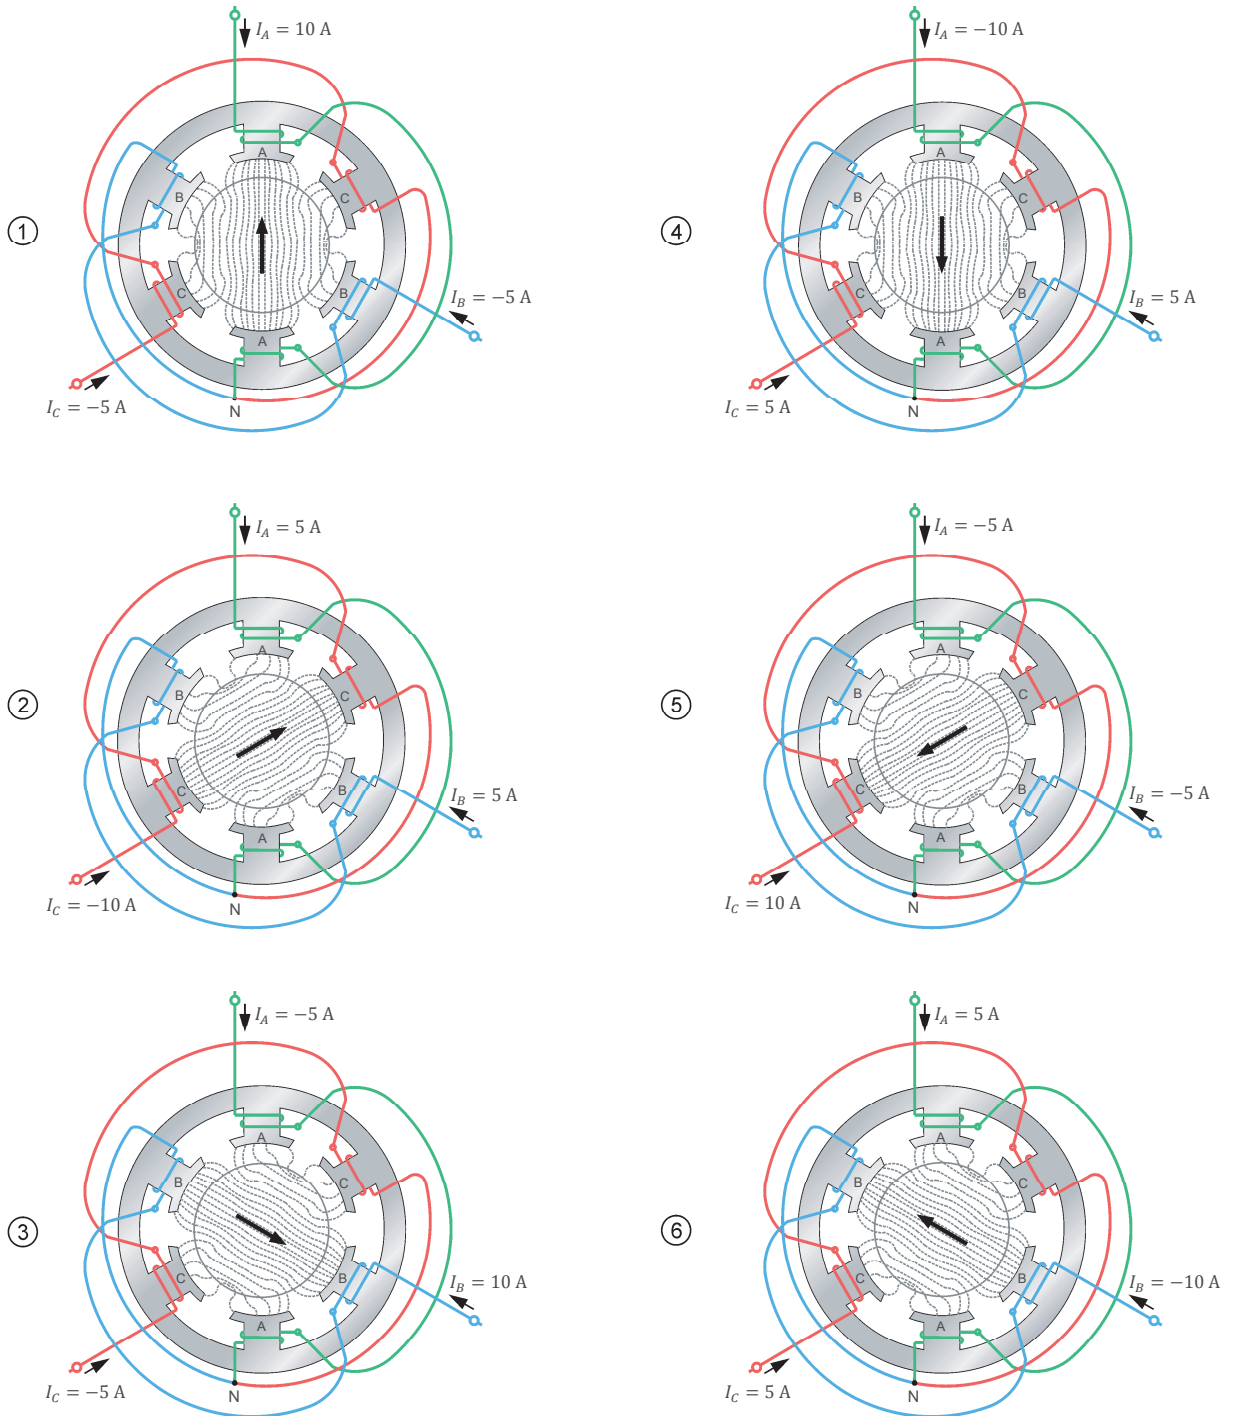 1
I_A = 10 A
A
B
C
C
B
A
I_B = −5 A
I_C = −5 A
N
4
I_A = −10 A
A
B
C
C
B
A
I_B = 5 A
I_C = 5 A
N
2
I_A = 5 A
A
B
C
C
B
A
I_B = 5 A
I_C = −10 A
N
5
I_A = −5 A
A
B
C
C
B
A
I_B = −5 A
I_C = 10 A
N
3
I_A = −5 A
A
B
C
C
B
A
I_B = 10 A
I_C = −5 A
N
6
I_A = 5 A
A
B
C
C
B
A
I_B = −10 A
I_C = 5 A
N